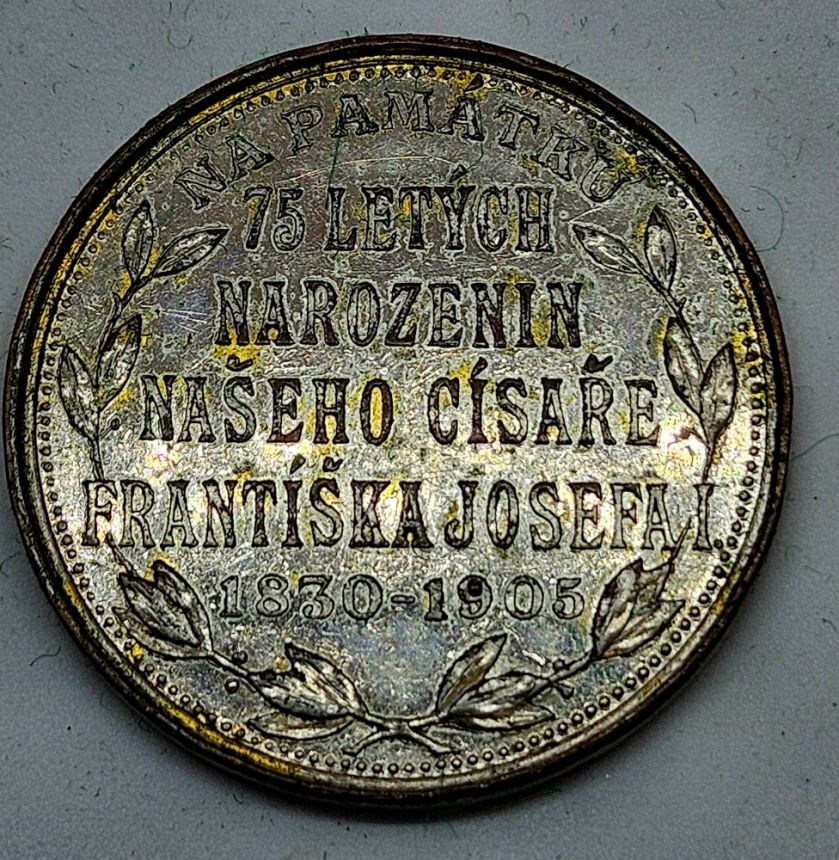 NA PAMÁTKU
75 LETÝCH
NAROZENIN
NAŠEHO CÍSAŘE
FRANTÍŠKA JOSEFA I.
1830-1905